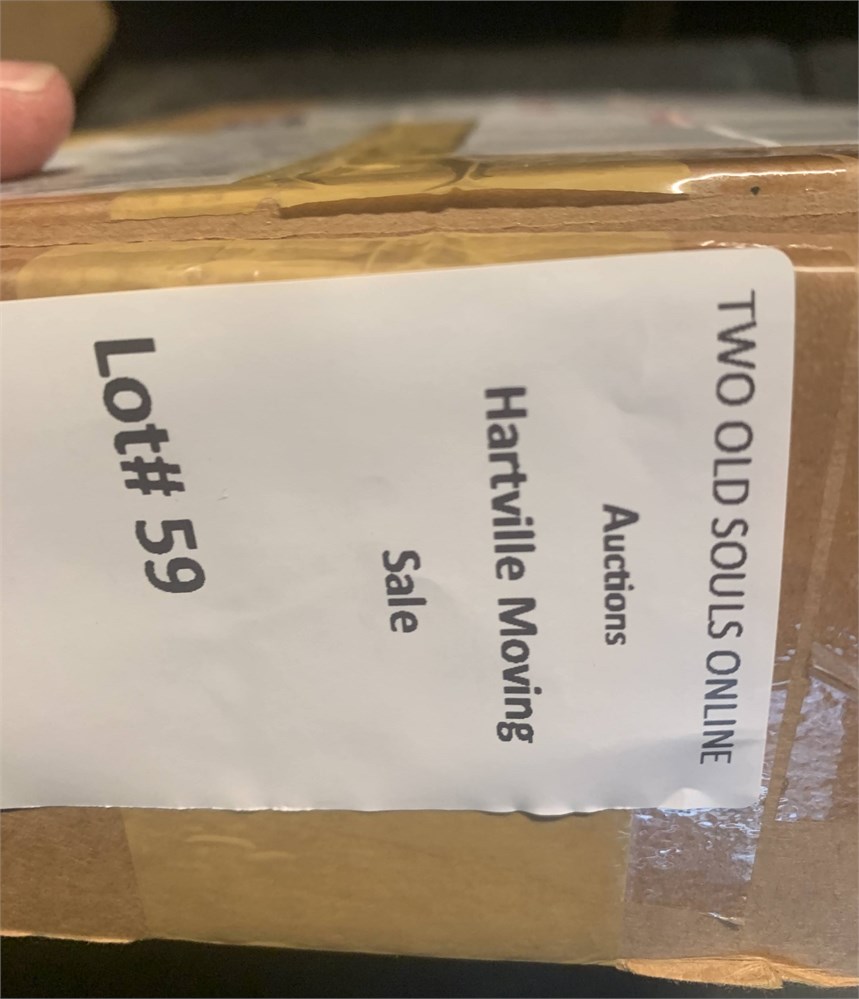 TWO OLD SOULS ONLINE
Auctions
Hartville Moving
Sale
Lot# 59